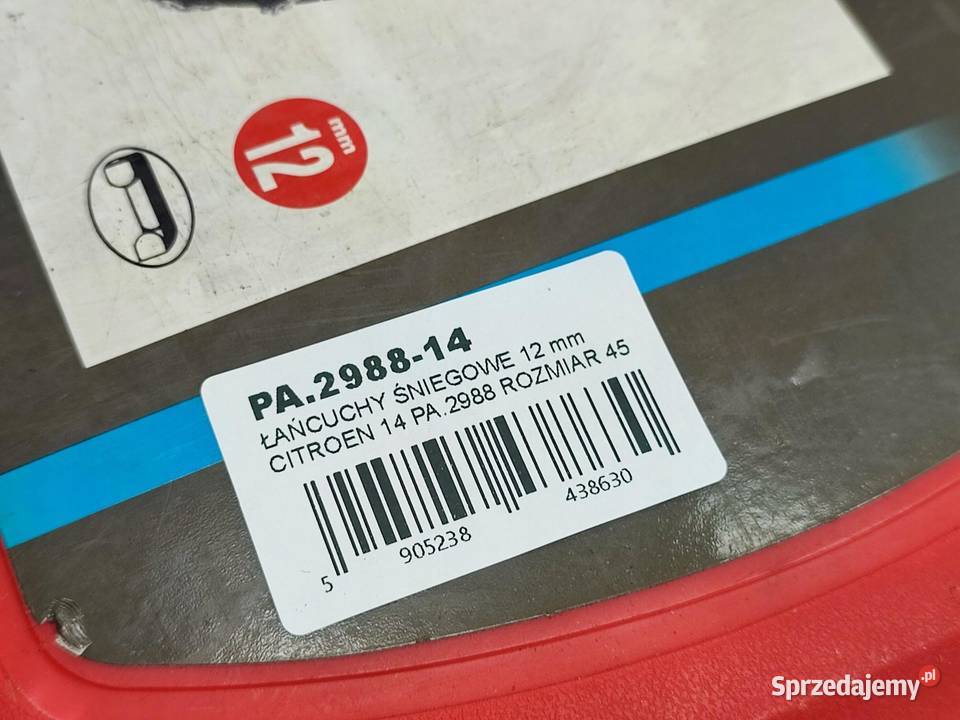 12 mm
PA.2988-14
ŁAŃCUCHY ŚNIEGOWE 12 mm
CITROEN 14 PA.2988 ROZMIAR 45
5 905238 438630
Sprzedajemy.pl